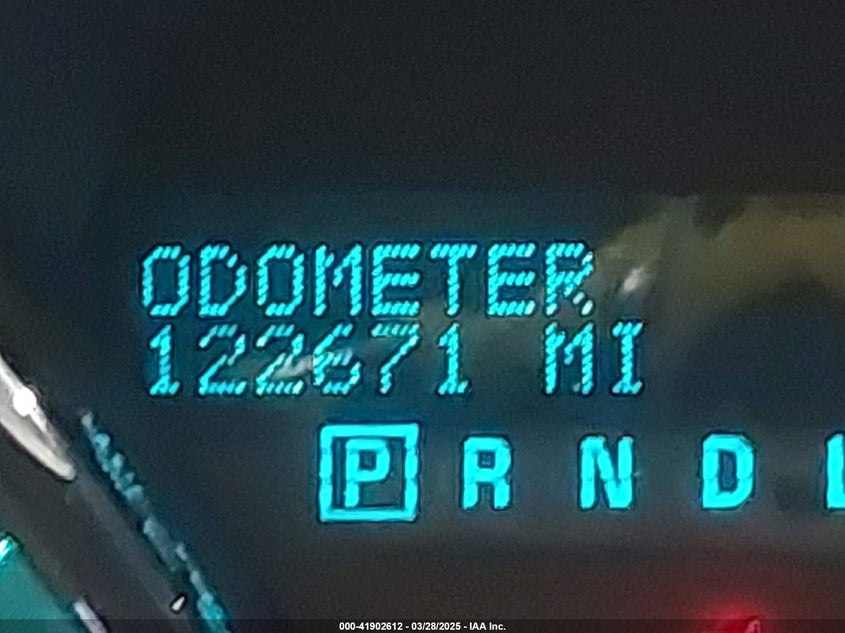 ODOMETER
122671 MI
P R N D L
000-41902612 - 03/28/2025 - IAA Inc.